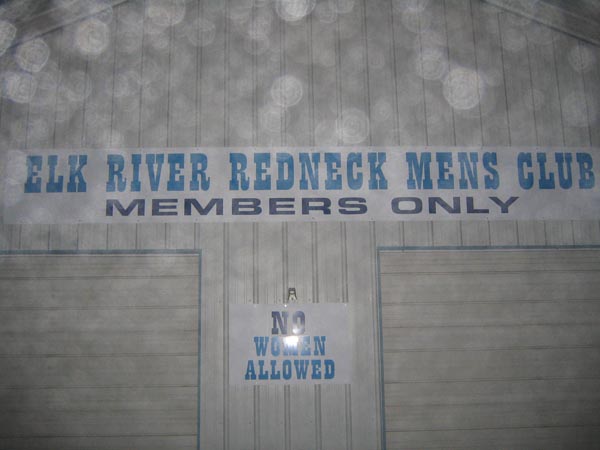 ELK RIVER REDNECK MENS CLUB
MEMBERS ONLY
NO
WOMEN
ALLOWED